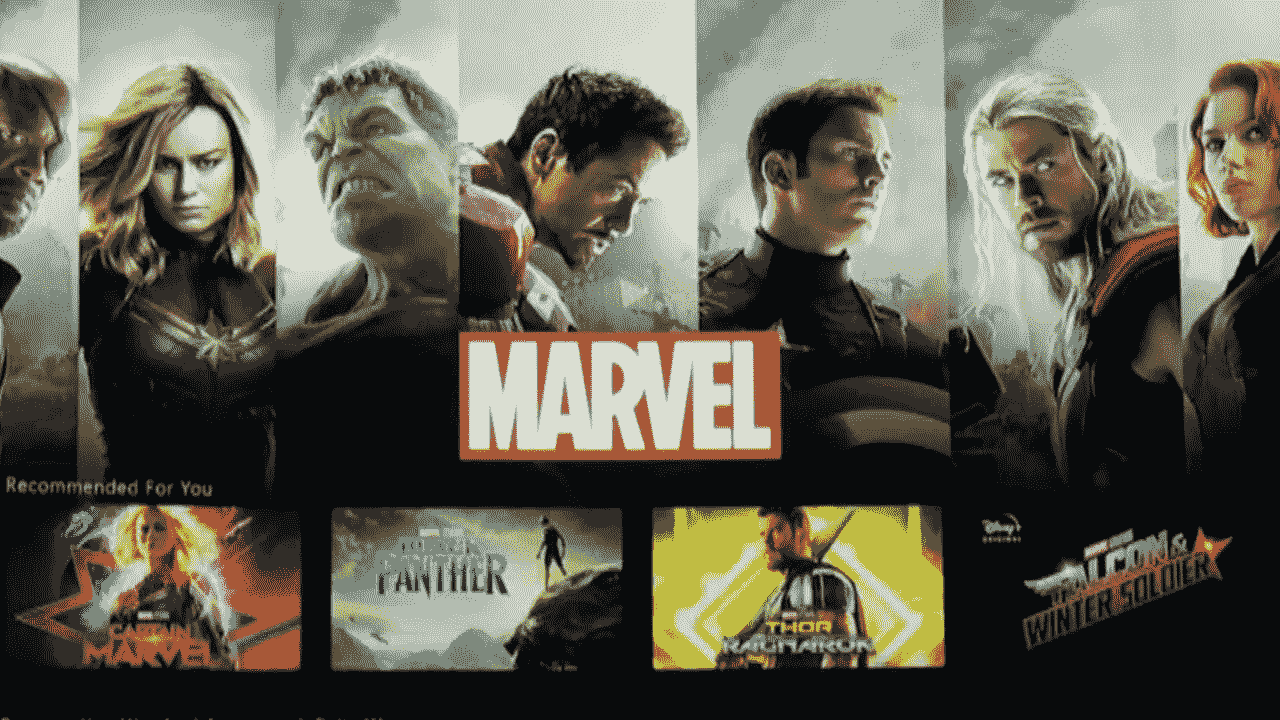 MARVEL
Recommended For You
CAPTAIN
MARVEL
PANTHER
THOR
RAGNAROK
Disney+
ORIGINAL
FALCON &
WINTER SOLDIER